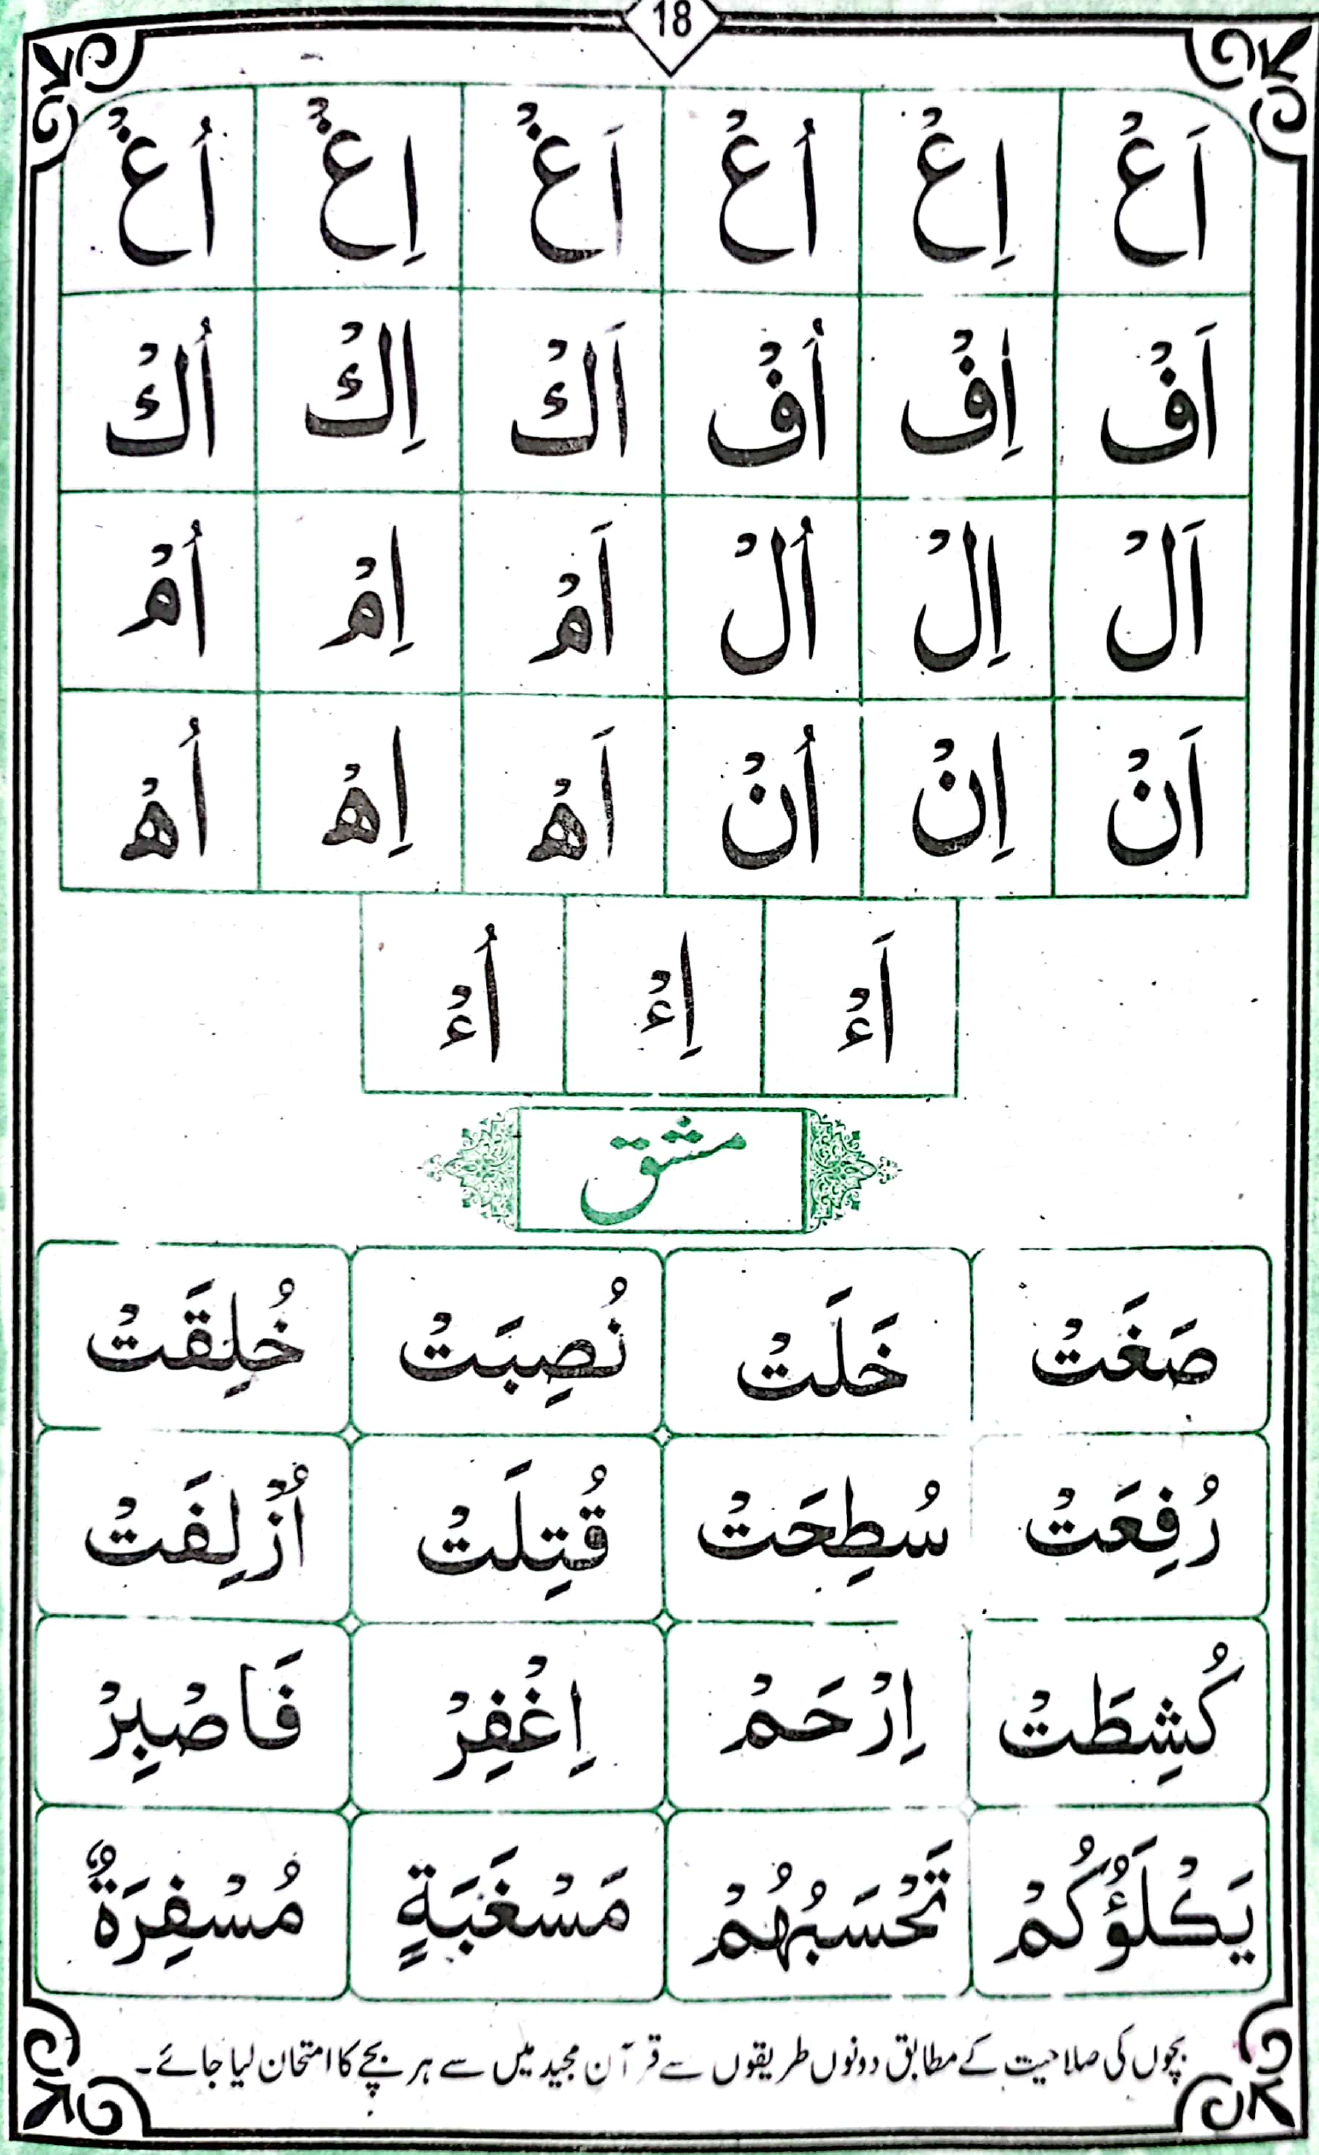 18
اَعْ اِعْ اُعْ اَغْ اِغْ اُغْ
اَفْ اِفْ اُفْ اَكْ اِكْ اُكْ
اَلْ اِلْ اُلْ اَمْ اِمْ اُمْ
اَنْ اِنْ اُنْ اَهْ اِهْ اُهْ
اَءْ اِءْ اُءْ
مشق
صَغَتْ خَلَتْ نُصِبَتْ خُلِقَتْ
رُفِعَتْ سُطِحَتْ قُتِلَتْ اُزْلِفَتْ
كُشِطَتْ اِرْحَمْ اِغْفِرْ فَاصْبِرْ
يَكْلَؤُكُمْ تَحْسَبُهُمْ مَسْغَبَةٍ مُسْفِرَةٌ
بچوں کی صلاحیت کے مطابق دونوں طریقوں سے قرآن مجید میں سے ہر بچے کا امتحان لیا جائے۔